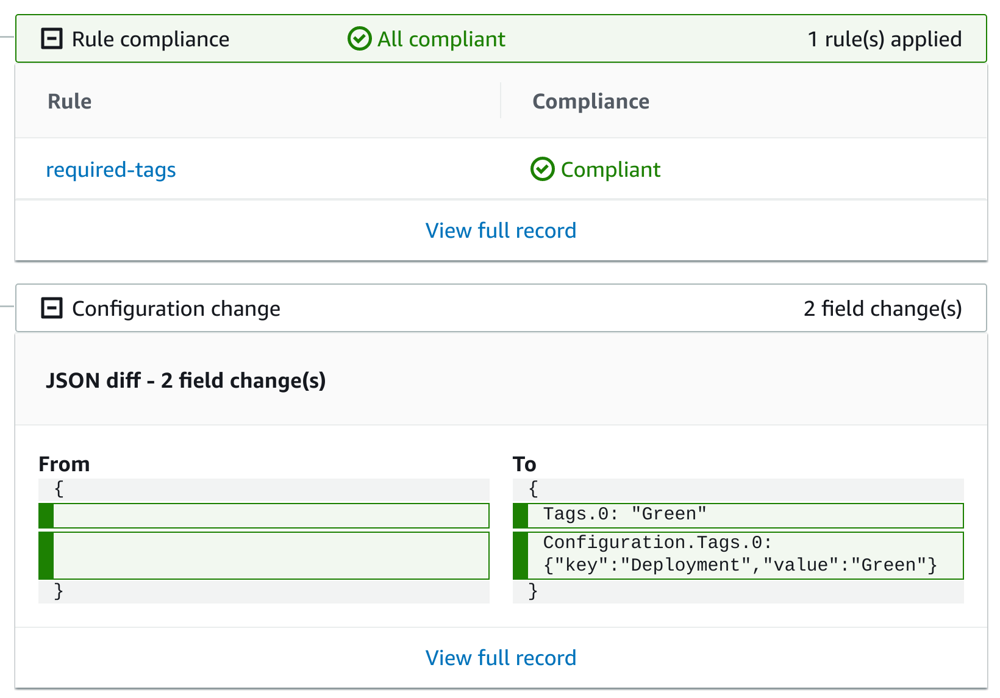 Rule compliance All compliant 1 rule(s) applied
Rule Compliance
required-tags Compliant
View full record
Configuration change 2 field change(s)
JSON diff - 2 field change(s)
From To
{ {
Tags.0: "Green"
Configuration.Tags.0:
{"key":"Deployment","value":"Green"}
} }
View full record